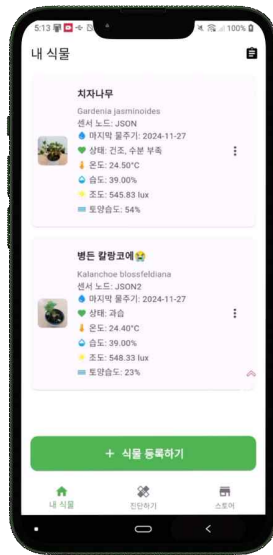 5:13
100%
내 식물
치자나무
Gardenia jasminoides
센서 노드: JSON
마지막 물주기: 2024-11-27
상태: 건조, 수분 부족
온도: 24.50°C
습도: 39.00%
조도: 545.83 lux
토양습도: 54%
병든 칼랑코에😭
Kalanchoe blossfeldiana
센서 노드: JSON2
마지막 물주기: 2024-11-27
상태: 과습
온도: 24.40°C
습도: 39.00%
조도: 548.33 lux
토양습도: 23%
+ 식물 등록하기
내 식물
진단하기
스토어